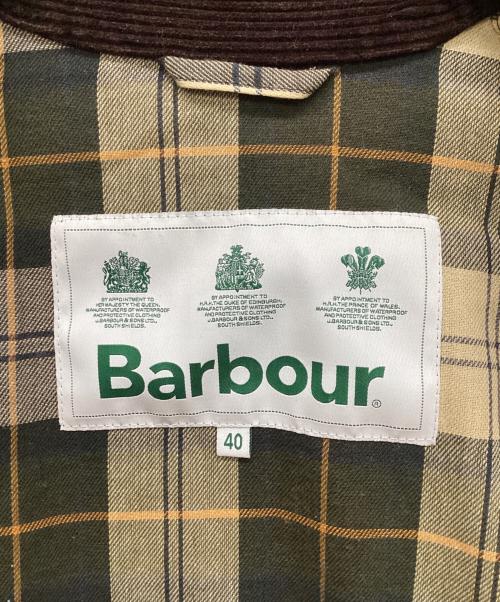 BY APPOINTMENT TO
HER MAJESTY THE QUEEN,
MANUFACTURERS OF WATERPROOF
AND PROTECTIVE CLOTHING
J.BARBOUR & SONS LTD.,
SOUTH SHIELDS.
BY APPOINTMENT TO
H.R.H. THE DUKE OF EDINBURGH,
MANUFACTURERS OF WATERPROOF
AND PROTECTIVE CLOTHING
J.BARBOUR & SONS LTD.,
SOUTH SHIELDS.
BY APPOINTMENT TO
H.R.H. THE PRINCE OF WALES,
MANUFACTURERS OF WATERPROOF
AND PROTECTIVE CLOTHING
J.BARBOUR & SONS LTD.,
SOUTH SHIELDS.
Barbour®
40